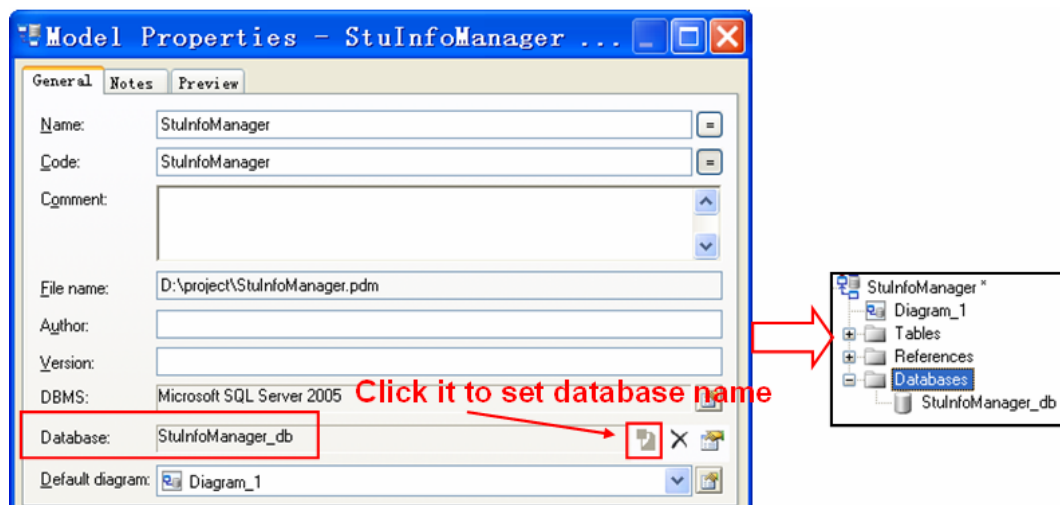 Model Properties - StuInfoManager ...
General Notes Preview
Name: StuInfoManager =
Code: StuInfoManager =
Comment:
File name: D:\project\StuInfoManager.pdm
Author:
Version:
DBMS: Microsoft SQL Server 2005
Click it to set database name
Database: StuInfoManager_db
Default diagram: Diagram_1
StuInfoManager *
Diagram_1
Tables
References
Databases
StuInfoManager_db